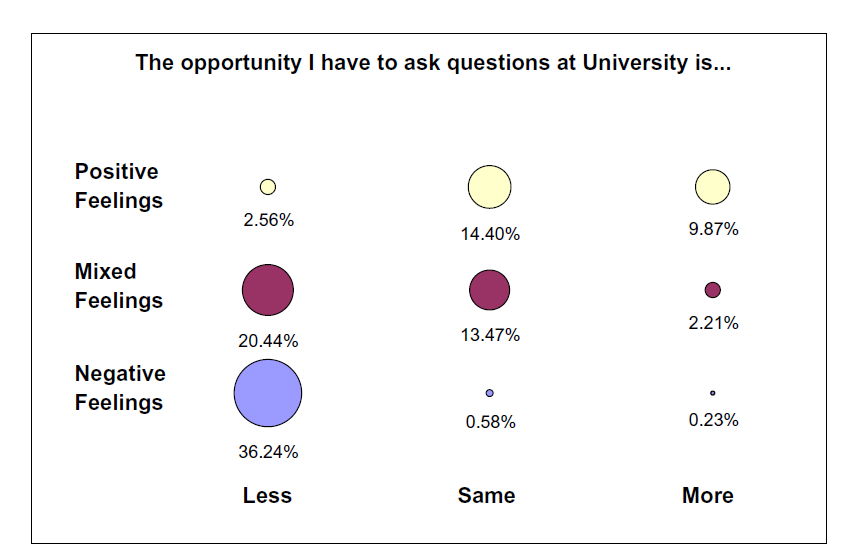 The opportunity I have to ask questions at University is...
Positive
Feelings
2.56%
14.40%
9.87%
Mixed
Feelings
20.44%
13.47%
2.21%
Negative
Feelings
36.24%
0.58%
0.23%
Less
Same
More